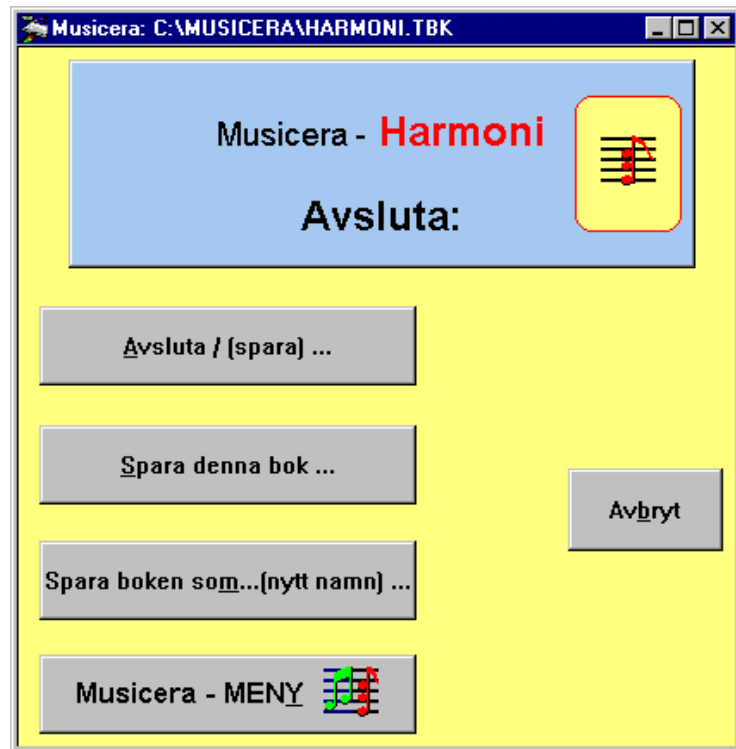 Musicera: C:\MUSICERA\HARMONI.TBK
Musicera - Harmoni
Avsluta:
Avsluta / (spara) ...
Spara denna bok ...
Avbryt
Spara boken som...(nytt namn) ...
Musicera - MENY